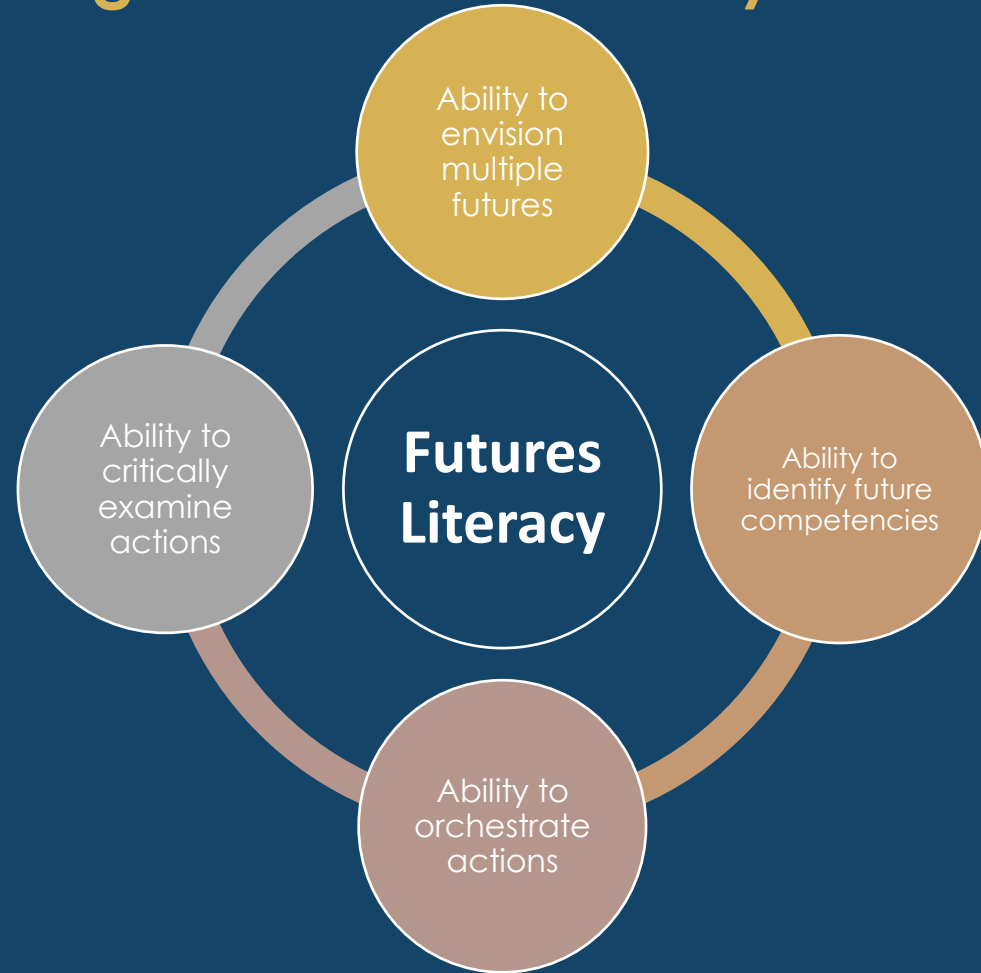 Ability to
envision
multiple
futures
Ability to
critically
examine
actions
Futures
Literacy
Ability to
identify future
competencies
Ability to
orchestrate
actions